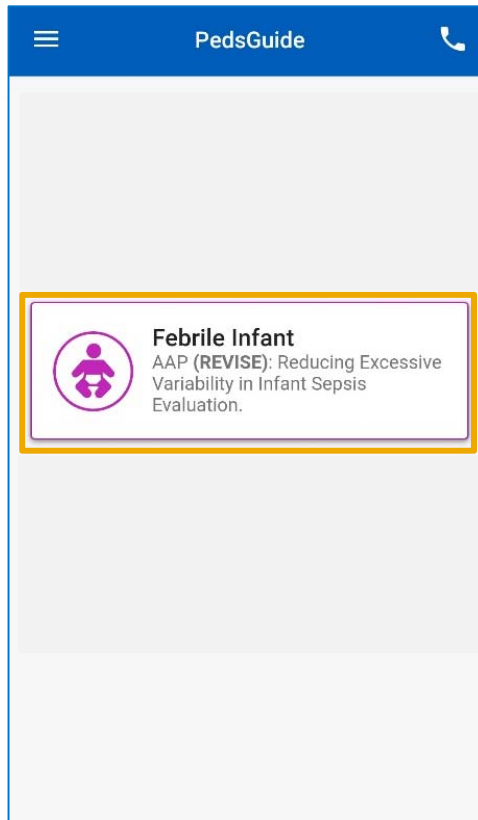 PedsGuide
Febrile Infant
AAP (REVISE): Reducing Excessive
Variability in Infant Sepsis
Evaluation.